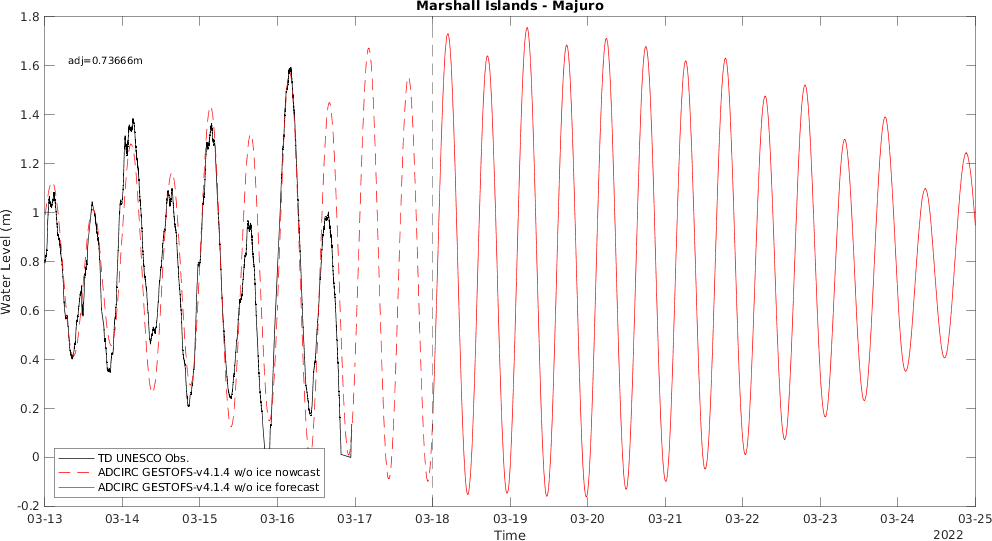 Marshall Islands - Majuro
adj=0.73666m
Water Level (m)
1.8
1.6
1.4
1.2
1
0.8
0.6
0.4
0.2
0
-0.2
TD UNESCO Obs.
ADCIRC GESTOFS-v4.1.4 w/o ice nowcast
ADCIRC GESTOFS-v4.1.4 w/o ice forecast
03-13 03-14 03-15 03-16 03-17 03-18 03-19 03-20 03-21 03-22 03-23 03-24 03-25
Time
2022